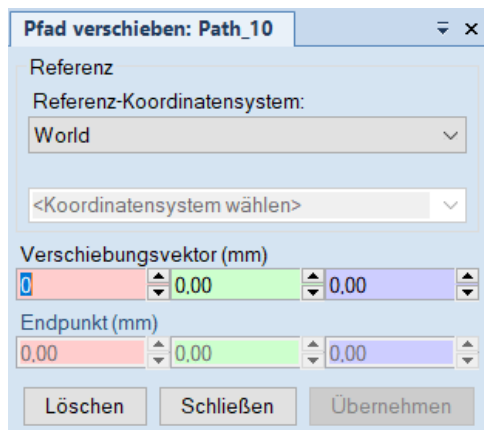 Pfad verschieben: Path_10
Referenz
Referenz-Koordinatensystem:
World
<Koordinatensystem wählen>
Verschiebungsvektor (mm)
0 0,00 0,00
Endpunkt (mm)
0,00 0,00 0,00
Löschen Schließen Übernehmen